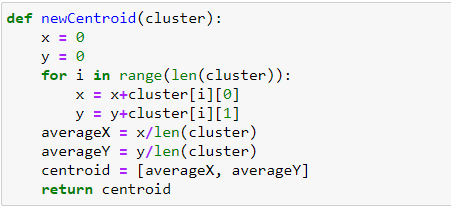 def newCentroid(cluster):
    x = 0
    y = 0
    for i in range(len(cluster)):
        x = x+cluster[i][0]
        y = y+cluster[i][1]
    averageX = x/len(cluster)
    averageY = y/len(cluster)
    centroid = [averageX, averageY]
    return centroid